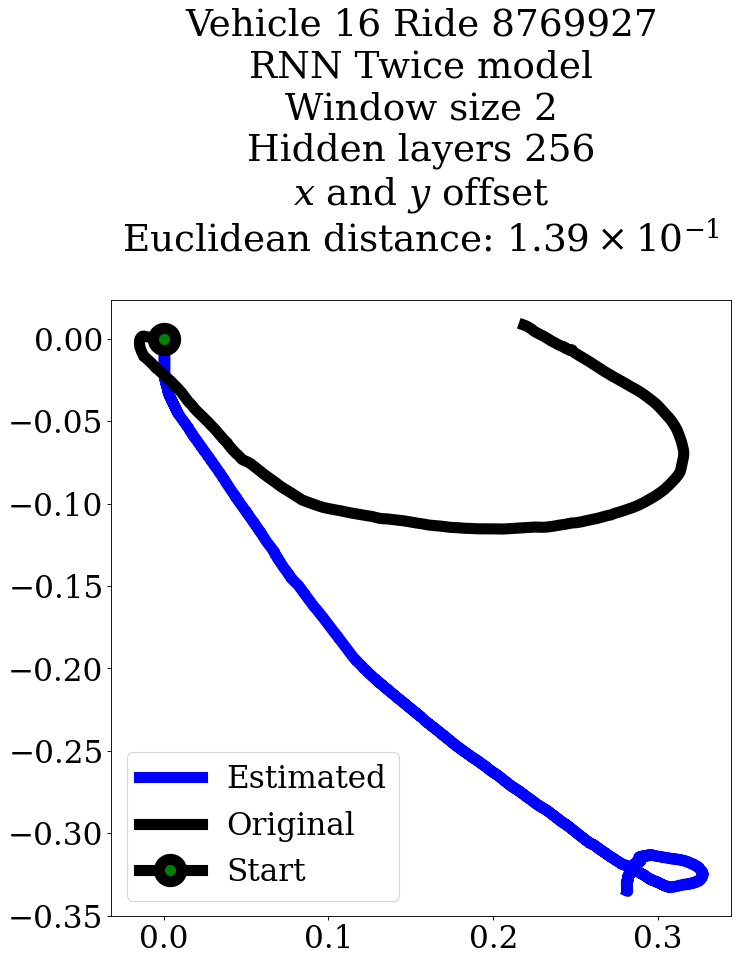 Vehicle 16 Ride 8769927
RNN Twice model
Window size 2
Hidden layers 256
x and y offset
Euclidean distance: 1.39 × 10⁻¹
0.00
−0.05
−0.10
−0.15
−0.20
−0.25
−0.30
−0.35
Estimated
Original
Start
0.0 0.1 0.2 0.3